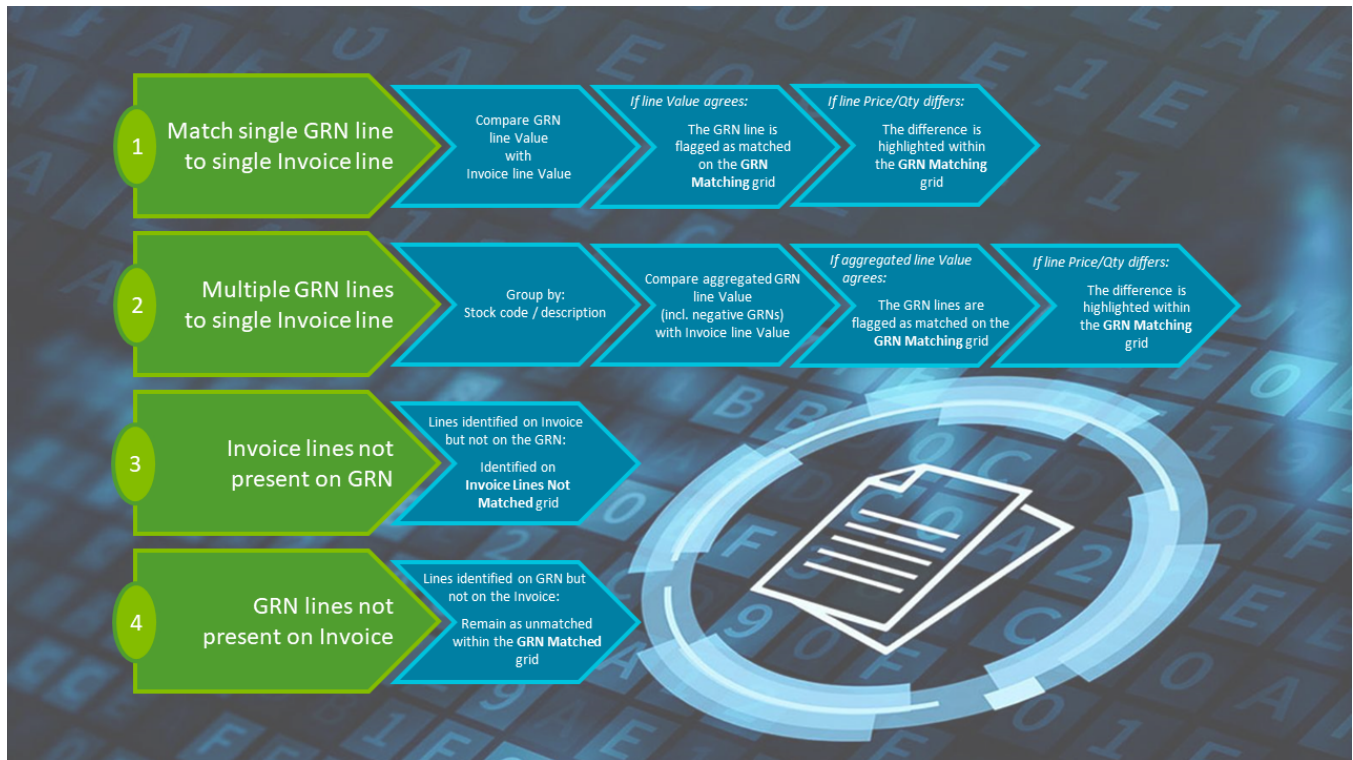 1
Match single GRN line
to single Invoice line
Compare GRN
line Value
with
Invoice line Value
If line Value agrees:
The GRN line is
flagged as matched
on the GRN
Matching grid
If line Price/Qty differs:
The difference is
highlighted within
the GRN Matching
grid
2
Multiple GRN lines
to single Invoice line
Group by:
Stock code / description
Compare aggregated GRN
line Value
(incl. negative GRNs)
with Invoice line Value
If aggregated line Value
agrees:
The GRN lines are
flagged as matched on the
GRN Matching grid
If line Price/Qty differs:
The difference is
highlighted within
the GRN Matching
grid
3
Invoice lines not
present on GRN
Lines identified on Invoice
but not on the GRN:
Identified on
Invoice Lines Not
Matched grid
4
GRN lines not
present on Invoice
Lines identified on GRN but
not on the Invoice:
Remain as unmatched
within the GRN Matched
grid